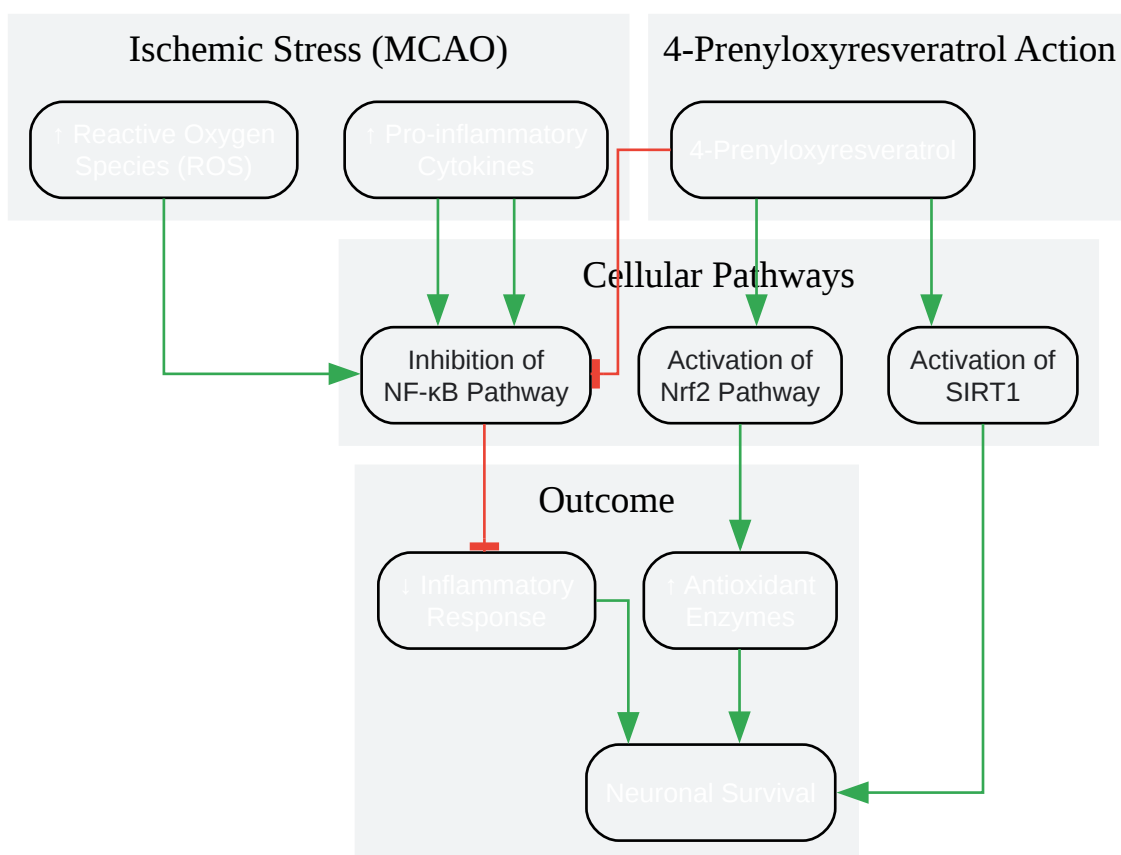 Ischemic Stress (MCAO)
4-Prenyloxyresveratrol Action
↑ Reactive Oxygen
Species (ROS)
↑ Pro-inflammatory
Cytokines
4-Prenyloxyresveratrol
Cellular Pathways
Inhibition of
NF-κB Pathway
Activation of
Nrf2 Pathway
Activation of
SIRT1
Outcome
↓ Inflammatory
Response
↑ Antioxidant
Enzymes
Neuronal Survival